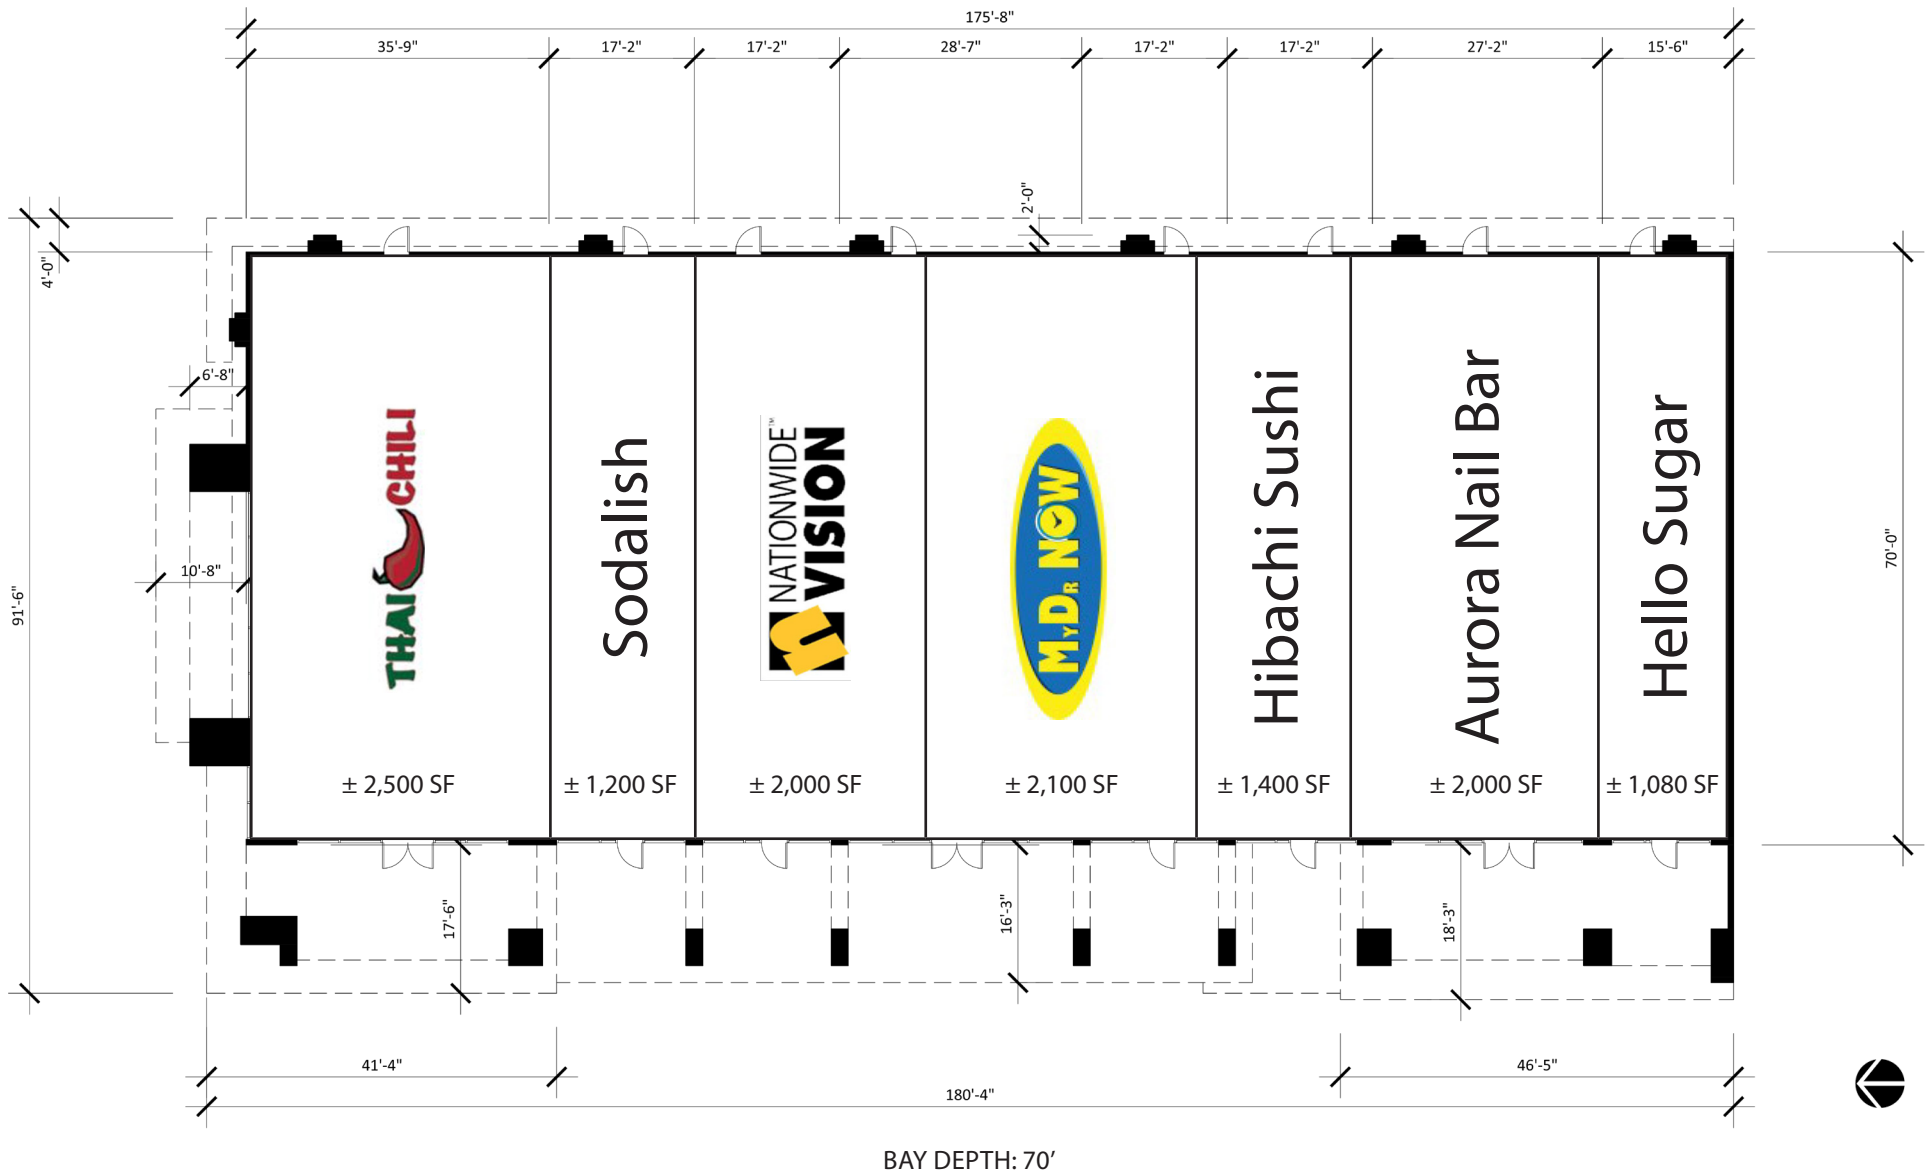 175'-8"
35'-9"
17'-2"
17'-2"
28'-7"
17'-2"
17'-2"
27'-2"
15'-6"
2'-0"
4'-0"
6'-8"
10'-8"
91'-6"
70'-0"
THAI CHILI
± 2,500 SF
Sodalish
± 1,200 SF
n NATIONWIDE™
VISION
± 2,000 SF
MYDR NOW
± 2,100 SF
Hibachi Sushi
± 1,400 SF
Aurora Nail Bar
± 2,000 SF
Hello Sugar
± 1,080 SF
17'-6"
16'-3"
18'-3"
41'-4"
46'-5"
180'-4"
BAY DEPTH: 70’